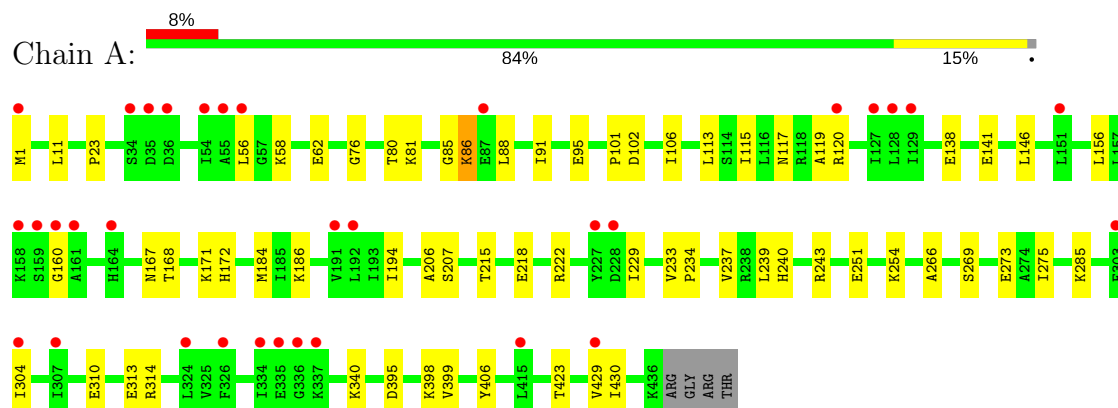 8%
Chain A:
84% 15% •
M1 L11 P23 S34 D35 D36 I54 A55 L56 G57 K58 E62 G76 T80 K81 G85 K86 E87 L88 I91 E95 P101 D102 I106 L113 S114 I115 L116 N117 R118 A119 R120 I127 L128 I129 E138 E141 L146 L151 L156 L157
K158 S159 G160 A161 H164 N167 T168 K171 H172 M184 I185 K186 V191 L192 I193 I194 A206 S207 T215 E218 R222 Y227 D228 I229 V233 P234 V237 R238 L239 H240 R243 E251 K254 A266 S269 E273 A274 I275 K285 E303
I304 I307 E310 E313 R314 L324 V325 F326 I334 E335 G336 K337 K340 D395 K398 V399 Y406 L415 T423 V429 I430 K436 ARG GLY ARG THR